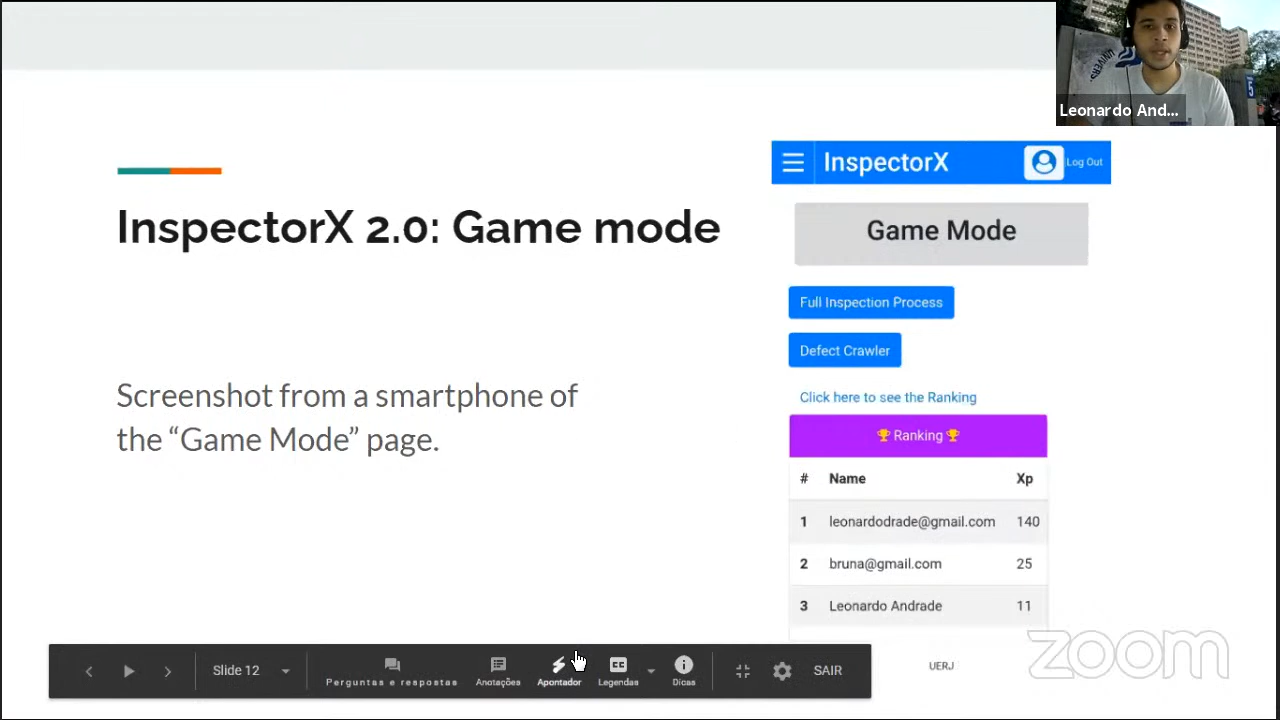 UNIVERS
5
Leonardo And...
InspectorX
Log Out
InspectorX 2.0: Game mode
Game Mode
Full Inspection Process
Defect Crawler
Screenshot from a smartphone of
the “Game Mode” page.
Click here to see the Ranking
Ranking
# Name Xp
1 leonardodrade@gmail.com 140
2 bruna@gmail.com 25
3 Leonardo Andrade 11
zoom
UERJ
Slide 12
Perguntas e respostas
Anotações
Apontador
CC
Legendas
Dicas
SAIR